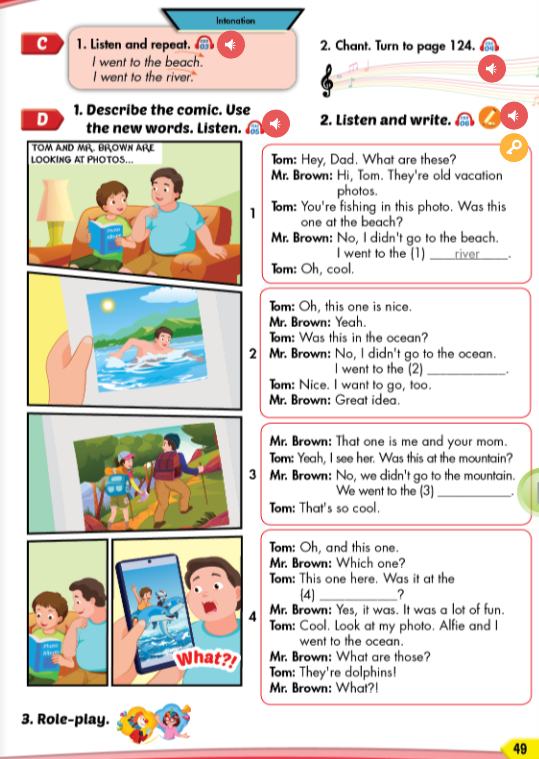 Intonation
C
1. Listen and repeat.
I went to the beach.
I went to the river.
2. Chant. Turn to page 124.
D
1. Describe the comic. Use
the new words. Listen.
2. Listen and write.
TOM AND MR. BROWN ARE
LOOKING AT PHOTOS...
1
Tom: Hey, Dad. What are these?
Mr. Brown: Hi, Tom. They're old vacation
photos.
Tom: You're fishing in this photo. Was this
one at the beach?
Mr. Brown: No, I didn't go to the beach.
I went to the (1) river.
Tom: Oh, cool.
2
Tom: Oh, this one is nice.
Mr. Brown: Yeah.
Tom: Was this in the ocean?
Mr. Brown: No, I didn't go to the ocean.
I went to the (2) ____________.
Tom: Nice. I want to go, too.
Mr. Brown: Great idea.
3
Mr. Brown: That one is me and your mom.
Tom: Yeah, I see her. Was this at the mountain?
Mr. Brown: No, we didn't go to the mountain.
We went to the (3) ____________.
Tom: That's so cool.
4
Tom: Oh, and this one.
Mr. Brown: Which one?
Tom: This one here. Was it at the
(4) ____________?
Mr. Brown: Yes, it was. It was a lot of fun.
Tom: Cool. Look at my photo. Alfie and I
went to the ocean.
Mr. Brown: What are those?
Tom: They're dolphins!
Mr. Brown: What?!
What?!
3. Role-play.
49